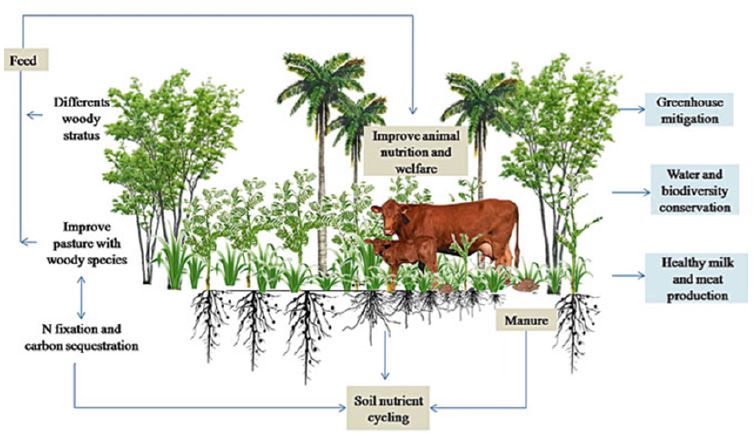 Feed
Differents
woody
stratus
Improve animal
nutrition and
welfare
Greenhouse
mitigation
Water and
biodiversity
conservation
Improve
pasture with
woody species
Healthy milk
and meat
production
N fixation and
carbon sequestration
Manure
Soil nutrient
cycling